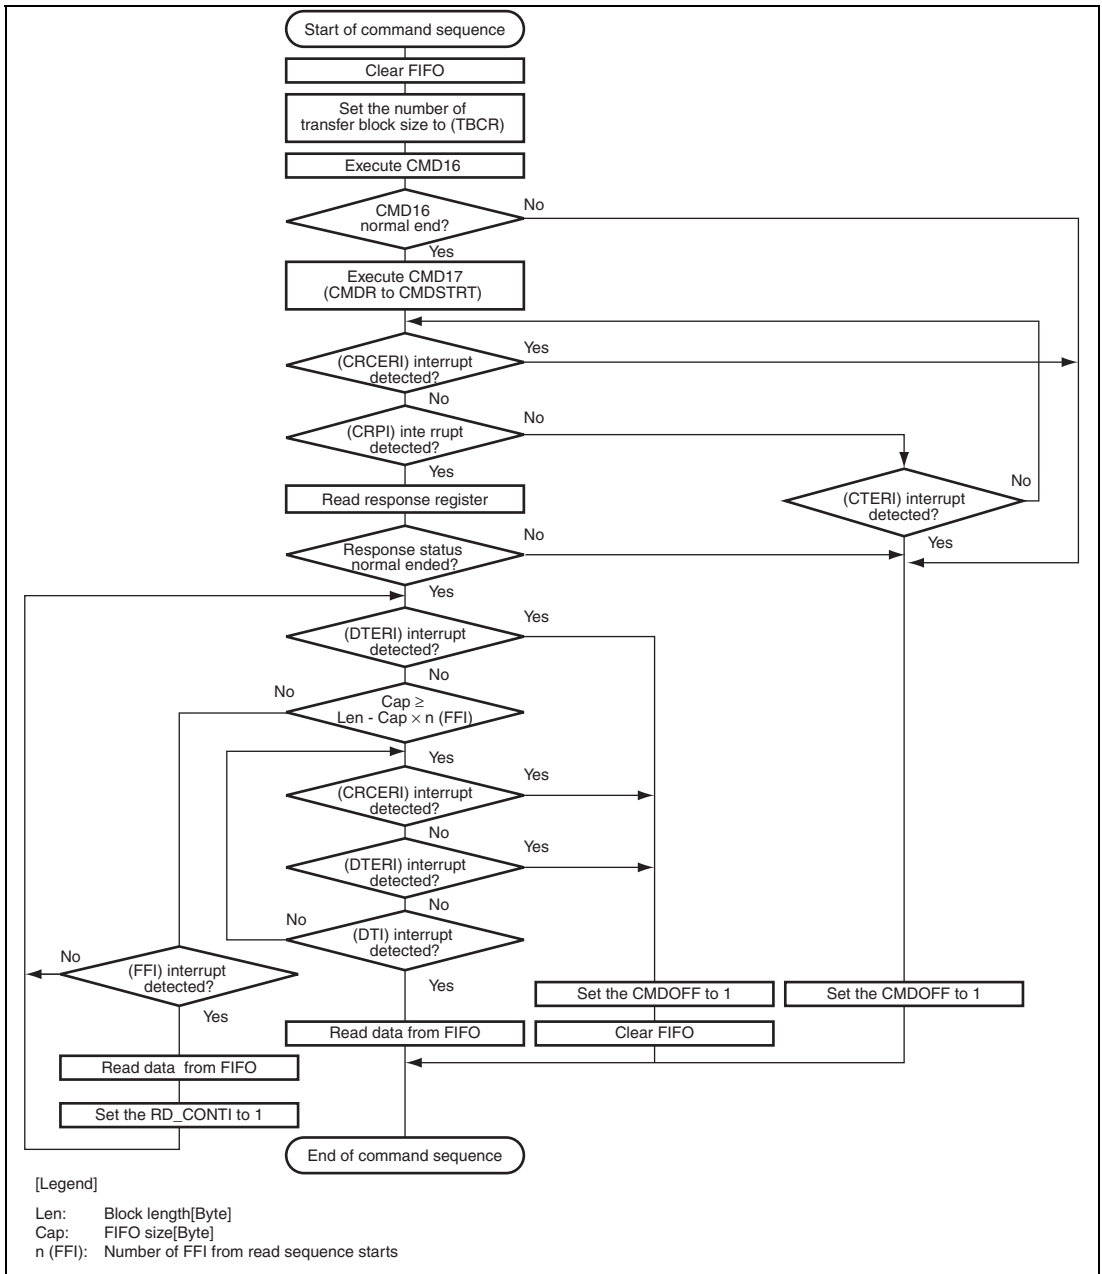 Start of command sequence
Clear FIFO
Set the number of
transfer block size to (TBCR)
Execute CMD16
CMD16
normal end?
No
Yes
Execute CMD17
(CMDR to CMDSTRT)
(CRCERI) interrupt
detected?
Yes
No
(CRPI) inte rrupt
detected?
No
Yes
(CTERI) interrupt
detected?
No
Yes
Read response register
Response status
normal ended?
No
Yes
(DTERI) interrupt
detected?
Yes
No
Cap ≥
Len - Cap × n (FFI)
No
Yes
(CRCERI) interrupt
detected?
Yes
No
(DTERI) interrupt
detected?
Yes
No
(DTI) interrupt
detected?
No
Yes
(FFI) interrupt
detected?
No
Yes
Set the CMDOFF to 1
Set the CMDOFF to 1
Read data from FIFO
Clear FIFO
Read data  from FIFO
Set the RD_CONTI to 1
End of command sequence
[Legend]
Len: Block length[Byte]
Cap: FIFO size[Byte]
n (FFI): Number of FFI from read sequence starts